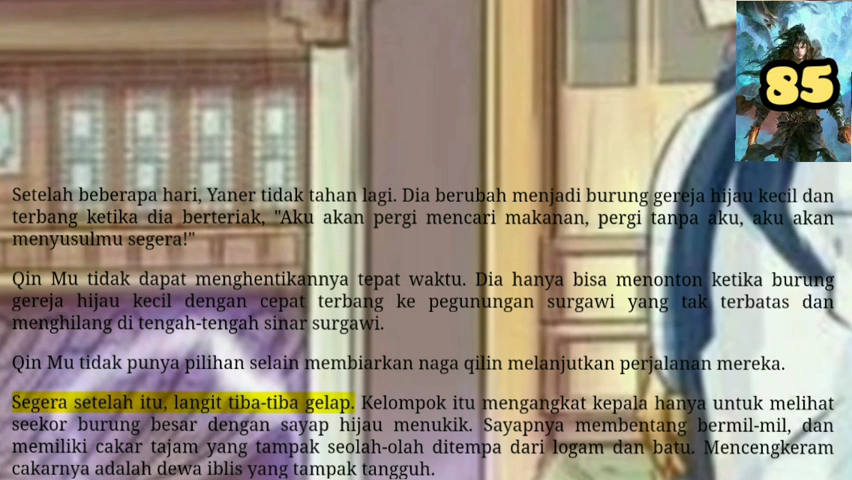 85
Setelah beberapa hari, Yaner tidak tahan lagi. Dia berubah menjadi burung gereja hijau kecil dan
terbang ketika dia berteriak, "Aku akan pergi mencari makanan, pergi tanpa aku, aku akan
menyusulmu segera!"
Qin Mu tidak dapat menghentikannya tepat waktu. Dia hanya bisa menonton ketika burung
gereja hijau kecil dengan cepat terbang ke pegunungan surgawi yang tak terbatas dan
menghilang di tengah-tengah sinar surgawi.
Qin Mu tidak punya pilihan selain membiarkan naga qilin melanjutkan perjalanan mereka.
Segera setelah itu, langit tiba-tiba gelap. Kelompok itu mengangkat kepala hanya untuk melihat
seekor burung besar dengan sayap hijau menukik. Sayapnya membentang bermil-mil, dan
memiliki cakar tajam yang tampak seolah-olah ditempa dari logam dan batu. Mencengkeram
cakarnya adalah dewa iblis yang tampak tangguh.